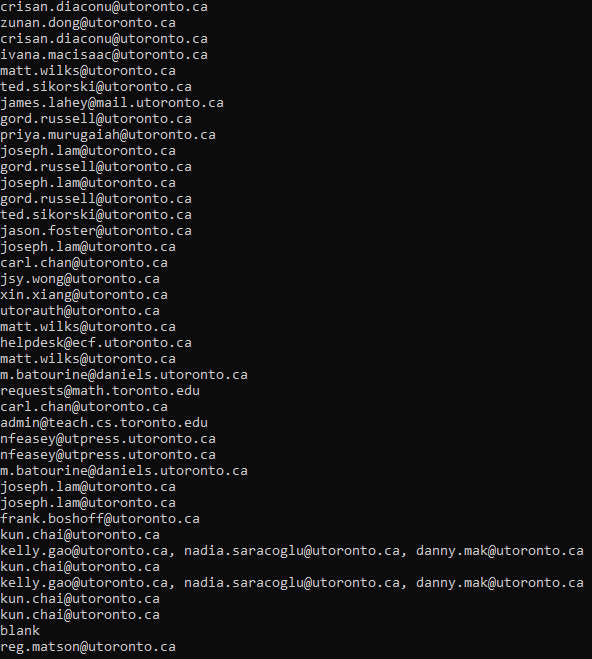 crisan.diaconu@utoronto.ca
zunan.dong@utoronto.ca
crisan.diaconu@utoronto.ca
ivana.macisaac@utoronto.ca
matt.wilks@utoronto.ca
ted.sikorski@utoronto.ca
james.lahey@mail.utoronto.ca
gord.russell@utoronto.ca
priya.murugaiah@utoronto.ca
joseph.lam@utoronto.ca
gord.russell@utoronto.ca
joseph.lam@utoronto.ca
gord.russell@utoronto.ca
ted.sikorski@utoronto.ca
jason.foster@utoronto.ca
joseph.lam@utoronto.ca
carl.chan@utoronto.ca
jsy.wong@utoronto.ca
xin.xiang@utoronto.ca
utorauth@utoronto.ca
matt.wilks@utoronto.ca
helpdesk@ecf.utoronto.ca
matt.wilks@utoronto.ca
m.batourine@daniels.utoronto.ca
requests@math.toronto.edu
carl.chan@utoronto.ca
admin@teach.cs.toronto.edu
nfeasey@utpress.utoronto.ca
nfeasey@utpress.utoronto.ca
m.batourine@daniels.utoronto.ca
joseph.lam@utoronto.ca
joseph.lam@utoronto.ca
frank.boshoff@utoronto.ca
kun.chai@utoronto.ca
kelly.gao@utoronto.ca, nadia.saracoglu@utoronto.ca, danny.mak@utoronto.ca
kun.chai@utoronto.ca
kelly.gao@utoronto.ca, nadia.saracoglu@utoronto.ca, danny.mak@utoronto.ca
kun.chai@utoronto.ca
kun.chai@utoronto.ca
blank
reg.matson@utoronto.ca